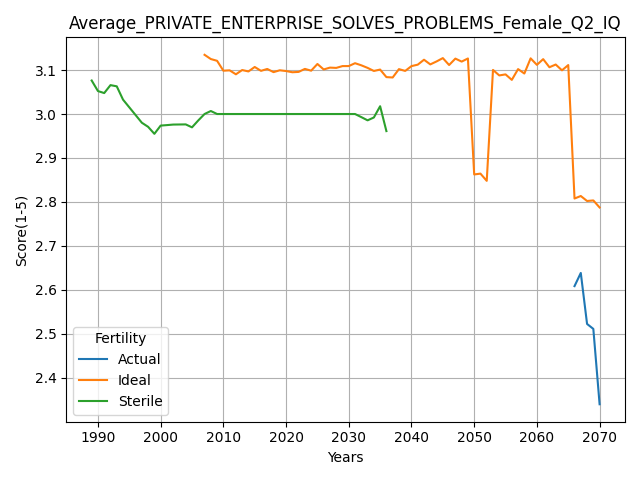 Average_PRIVATE_ENTERPRISE_SOLVES_PROBLEMS_Female_Q2_IQ
3.1
3.0
2.9
2.8
2.7
2.6
2.5
2.4
Score(1-5)
Fertility
Actual
Ideal
Sterile
1990 2000 2010 2020 2030 2040 2050 2060 2070
Years